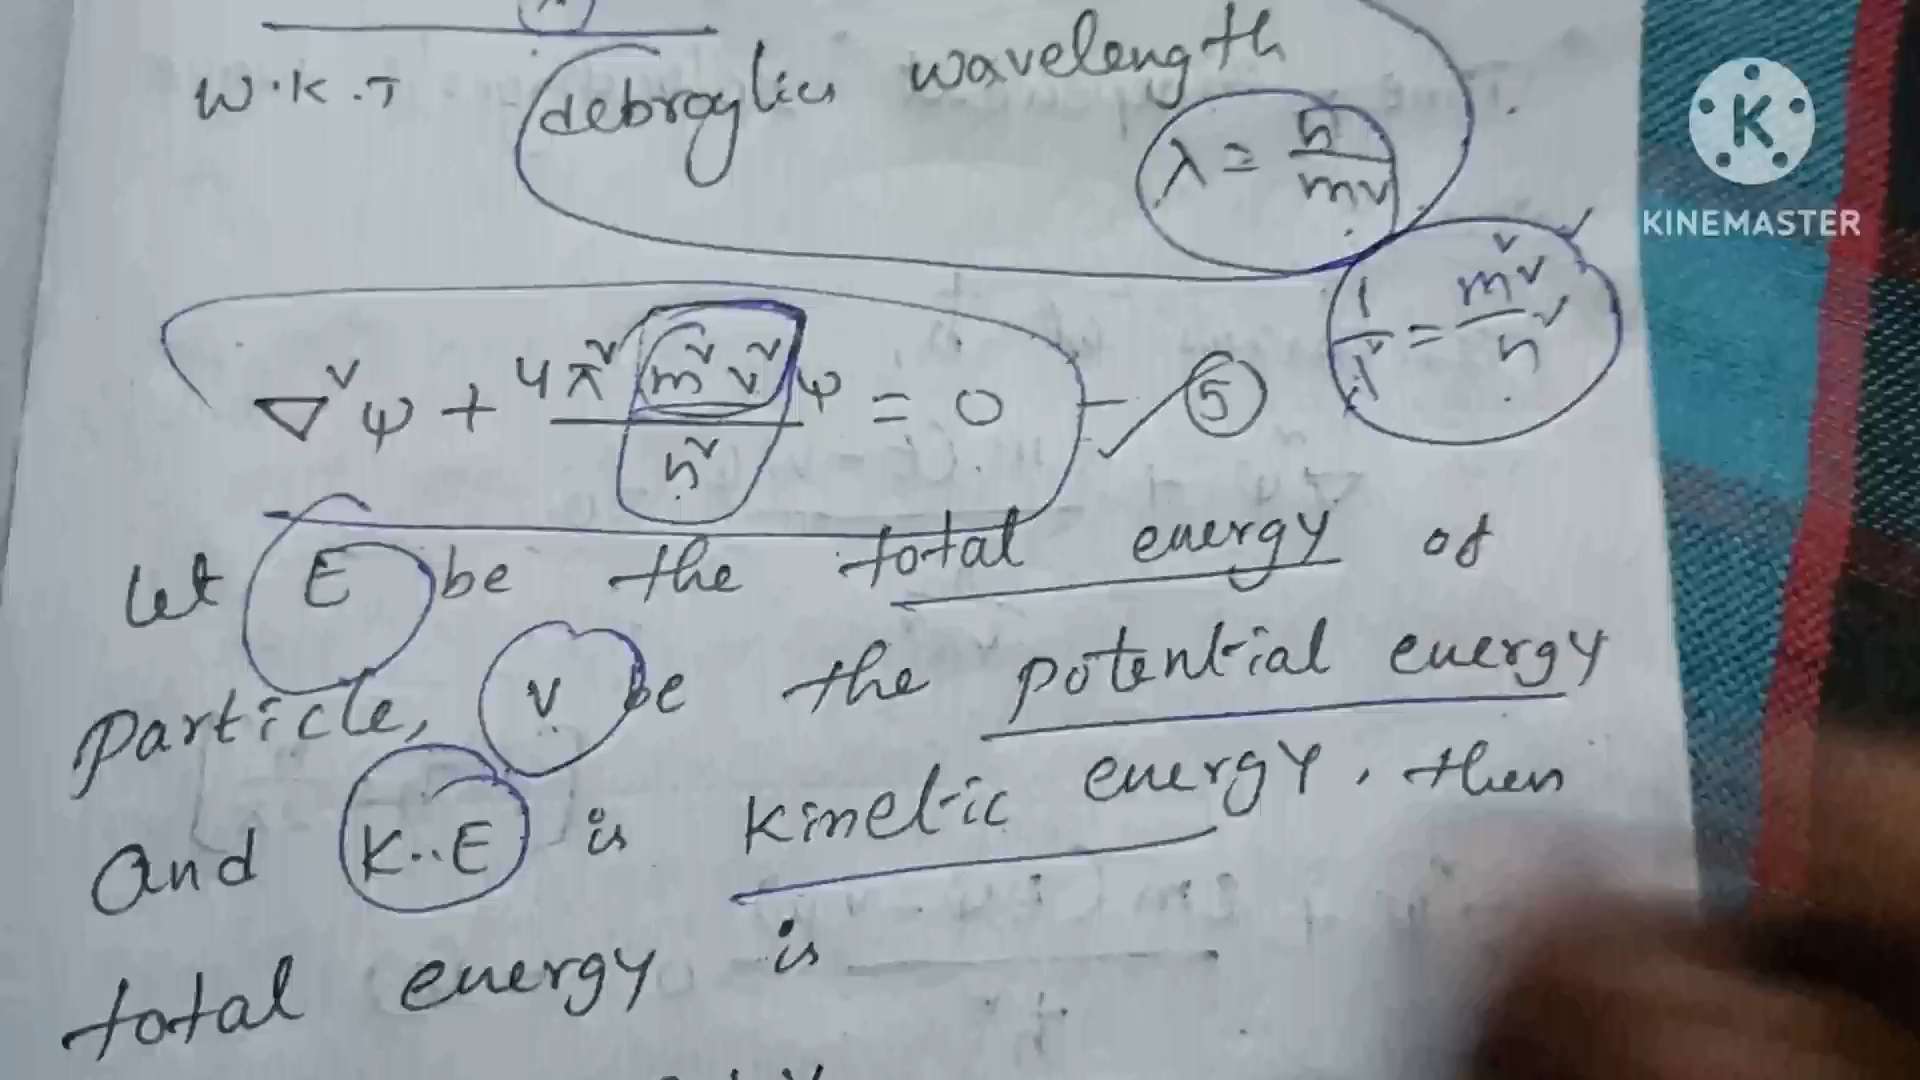 W.K.T debroylies wavelength
λ = h/mv
K
KINEMASTER
1/λ² = m²v²/h²
∇²ψ + 4π²m²v²/h² ψ = 0 — ⑤
let E be the total energy of
particle, v be the potential energy
And K..E is kinetic energy, then
total energy is